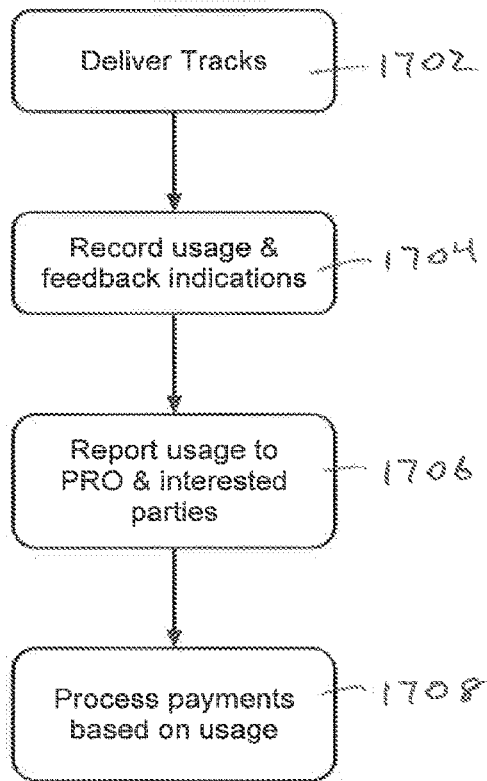 Deliver Tracks
1702
Record usage &
feedback indications
1704
Report usage to
PRO & interested
parties
1706
Process payments
based on usage
1708